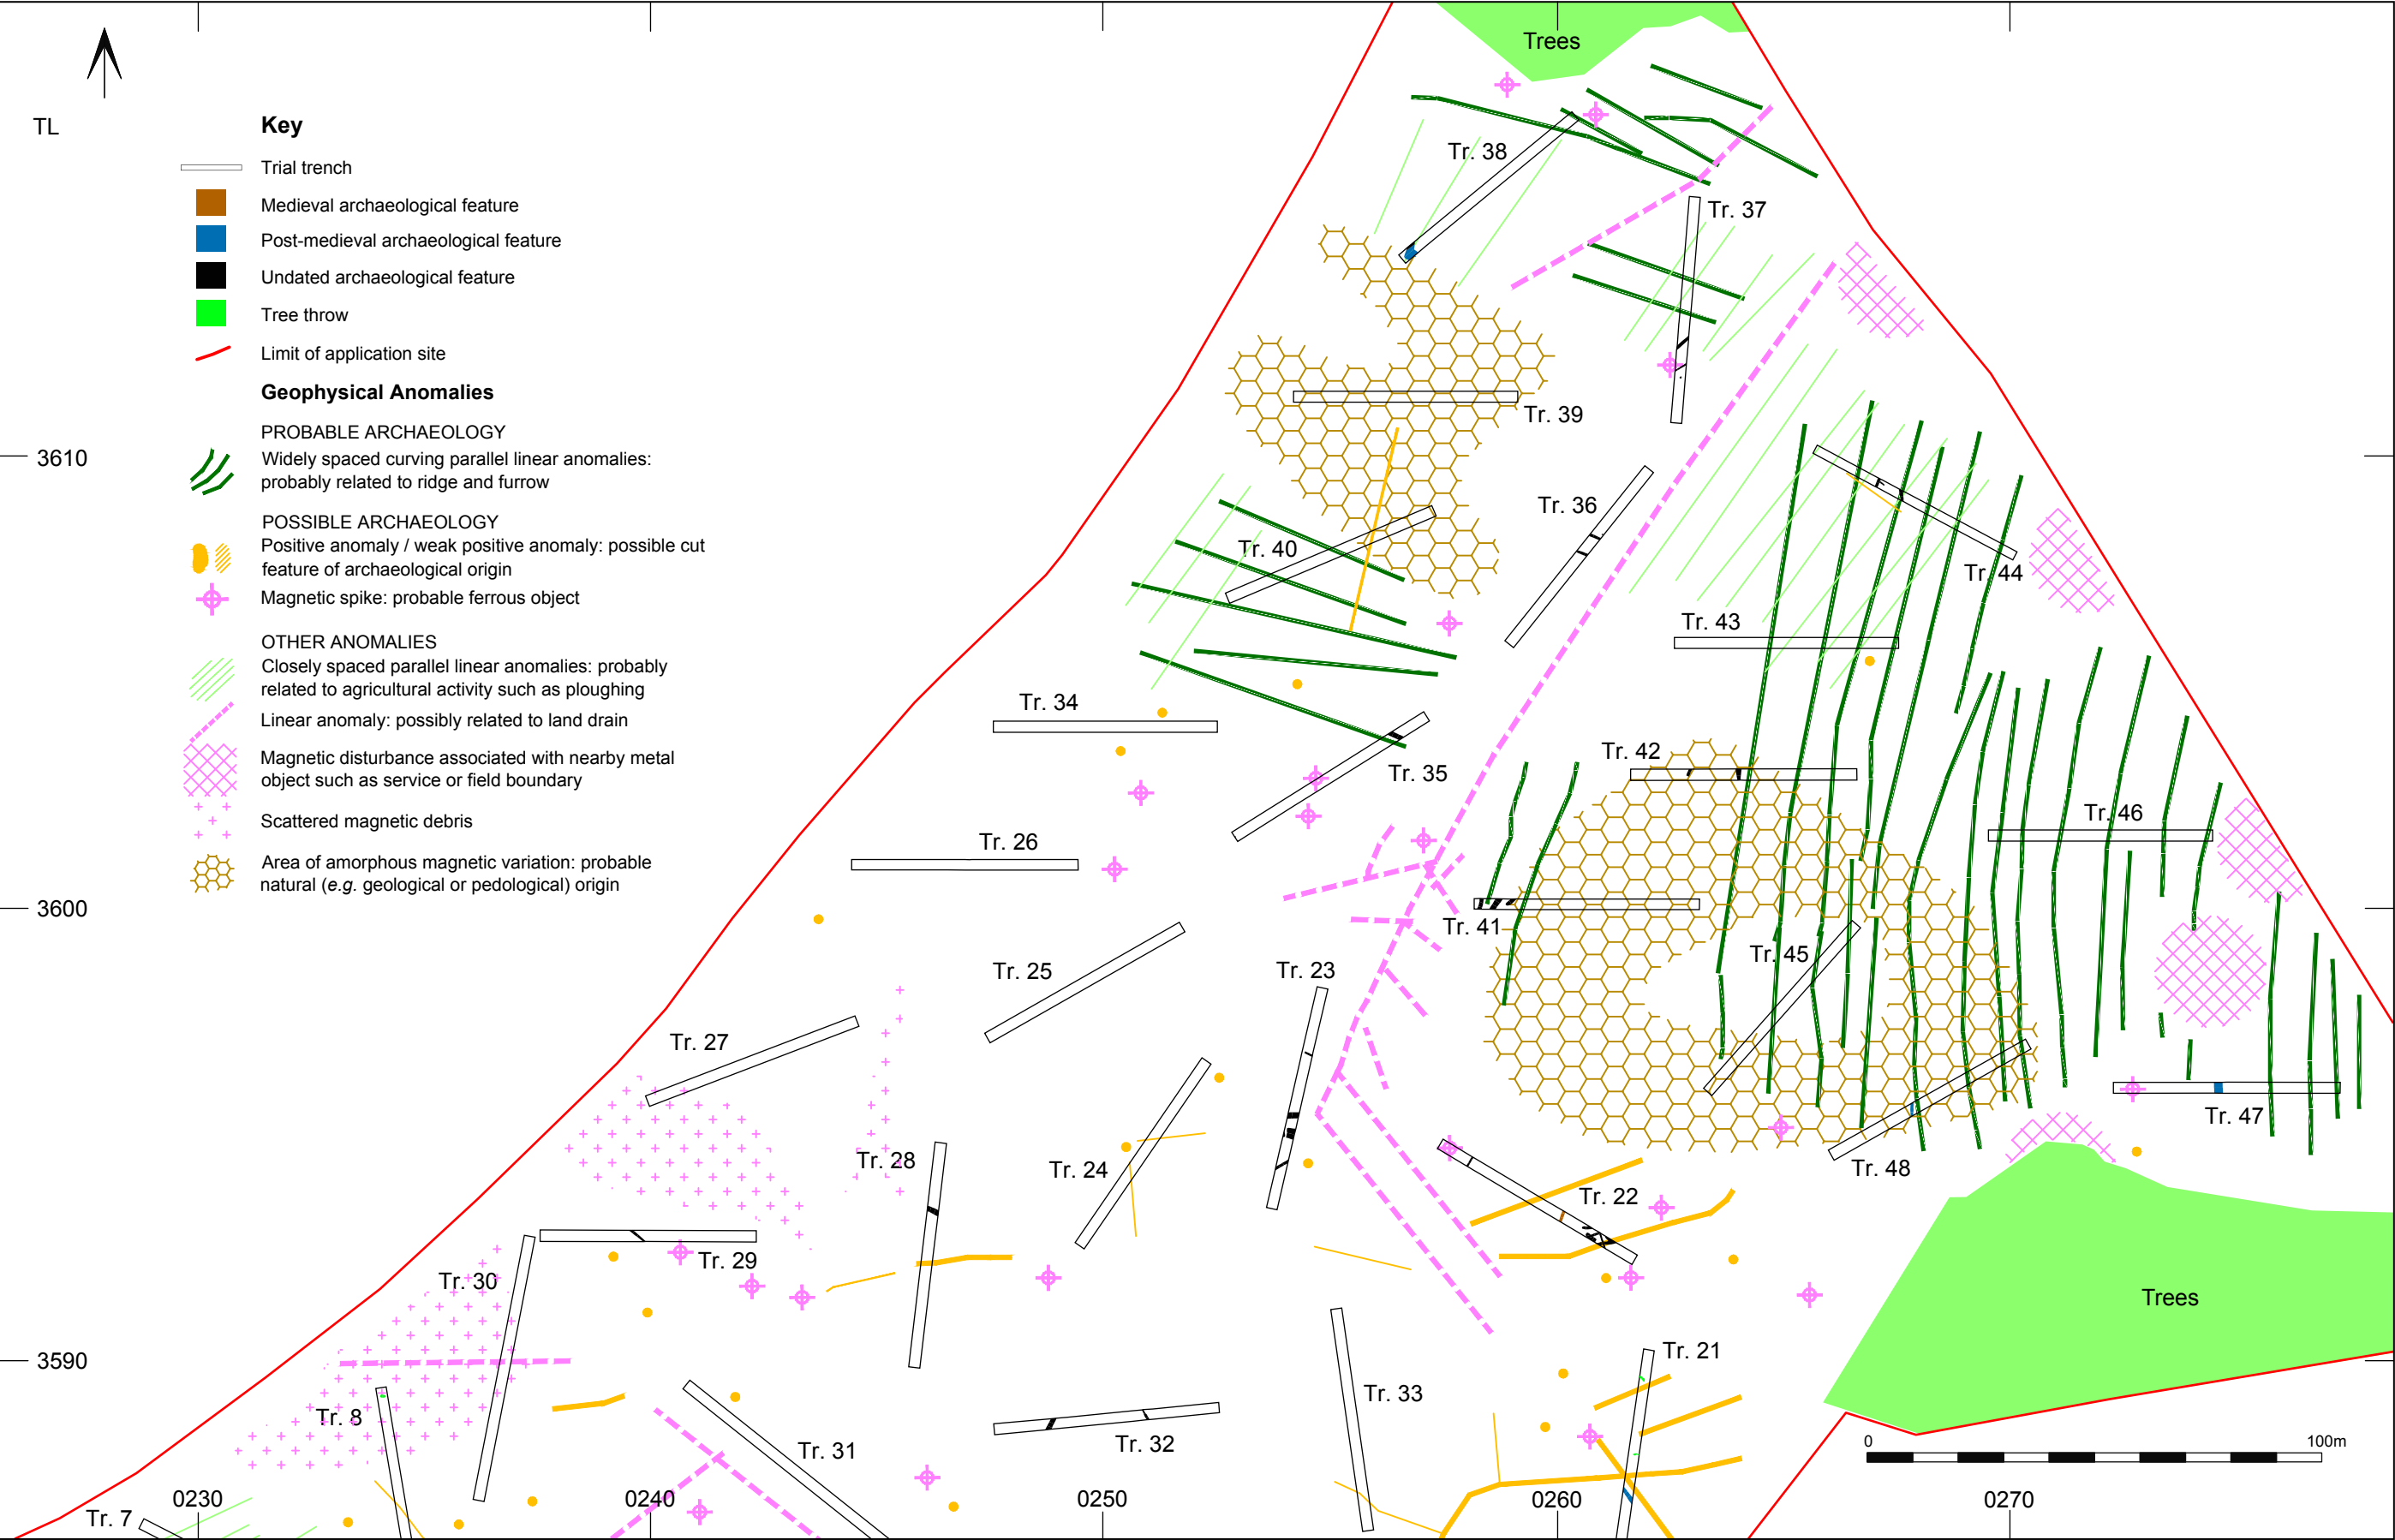 Trees
TL
Key
Trial trench
Medieval archaeological feature
Post-medieval archaeological feature
Undated archaeological feature
Tree throw
Limit of application site
Geophysical Anomalies
PROBABLE ARCHAEOLOGY
Widely spaced curving parallel linear anomalies:
probably related to ridge and furrow
POSSIBLE ARCHAEOLOGY
Positive anomaly / weak positive anomaly: possible cut
feature of archaeological origin
Magnetic spike: probable ferrous object
OTHER ANOMALIES
Closely spaced parallel linear anomalies: probably
related to agricultural activity such as ploughing
Linear anomaly: possibly related to land drain
Magnetic disturbance associated with nearby metal
object such as service or field boundary
Scattered magnetic debris
Area of amorphous magnetic variation: probable
natural (e.g. geological or pedological) origin
3610
3600
3590
Tr. 38
Tr. 37
Tr. 39
Tr. 36
Tr. 40
Tr. 44
Tr. 43
Tr. 34
Tr. 42
Tr. 35
Tr. 46
Tr. 26
Tr. 41
Tr. 45
Tr. 25
Tr. 23
Tr. 27
Tr. 47
Tr. 28
Tr. 24
Tr. 48
Tr. 22
Tr. 29
Tr. 30
Trees
Tr. 21
Tr. 33
Tr. 8
Tr. 32
Tr. 31
0
100m
Tr. 7
0230
0240
0250
0260
0270